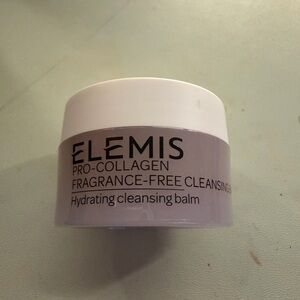 ELEMIS
PRO-COLLAGEN
FRAGRANCE-FREE CLEANSING
Hydrating cleansing balm